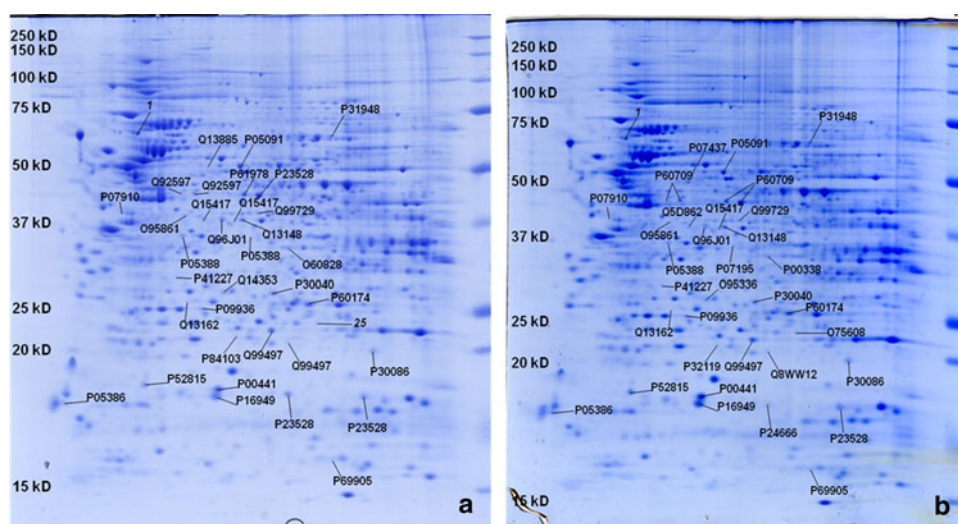 250 kD
150 kD
100 kD
75 kD
1
P31948
Q13885 P05091
50 kD
P61978 P23528
Q92597 Q92597
P07910
Q15417 Q15417 Q99729
37 kD
O95861 Q96J01 Q13148
P05388 P05388 O60828
P41227 Q14353 P30040
P60174
25 kD
P09936
Q13162 25
20 kD
P84103 Q99497 Q99497 P30086
P52815 P00441
P05386 P16949
P23528 P23528
P69905
15 kD
a
250 kD
150 kD
100 kD
75 kD
1
P31948
P07437 P05091
50 kD
P60709 P60709
P07910 Q5D862 Q15417 Q99729
O95861
37 kD
Q96J01 Q13148
P05388 P07195 P00338
P41227 O95336
P30040
P60174
25 kD
Q13162 P09936
O75608
20 kD
P32119 Q99497 Q8WW12 P30086
P52815 P00441
P05386 P16949
P24666 P23528
P69905
15 kD
b